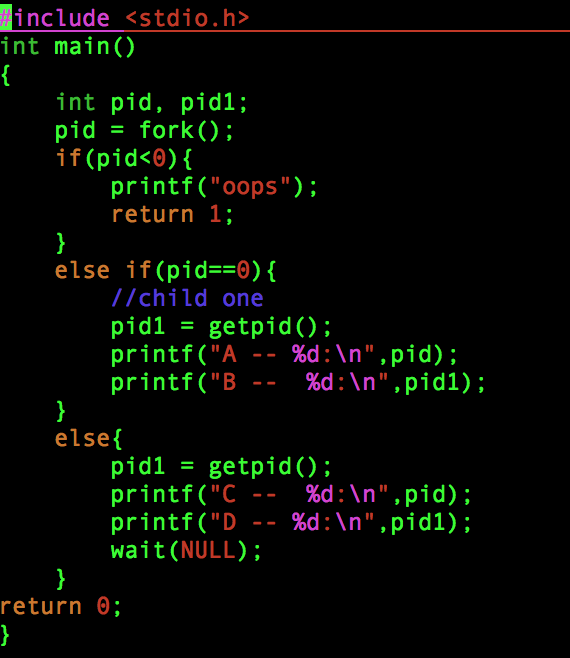 #include <stdio.h>
int main()
{
    int pid, pid1;
    pid = fork();
    if(pid<0){
        printf("oops");
        return 1;
    }
    else if(pid==0){
        //child one
        pid1 = getpid();
        printf("A -- %d:\n",pid);
        printf("B --  %d:\n",pid1);
    }
    else{
        pid1 = getpid();
        printf("C --  %d:\n",pid);
        printf("D -- %d:\n",pid1);
        wait(NULL);
    }
return 0;
}